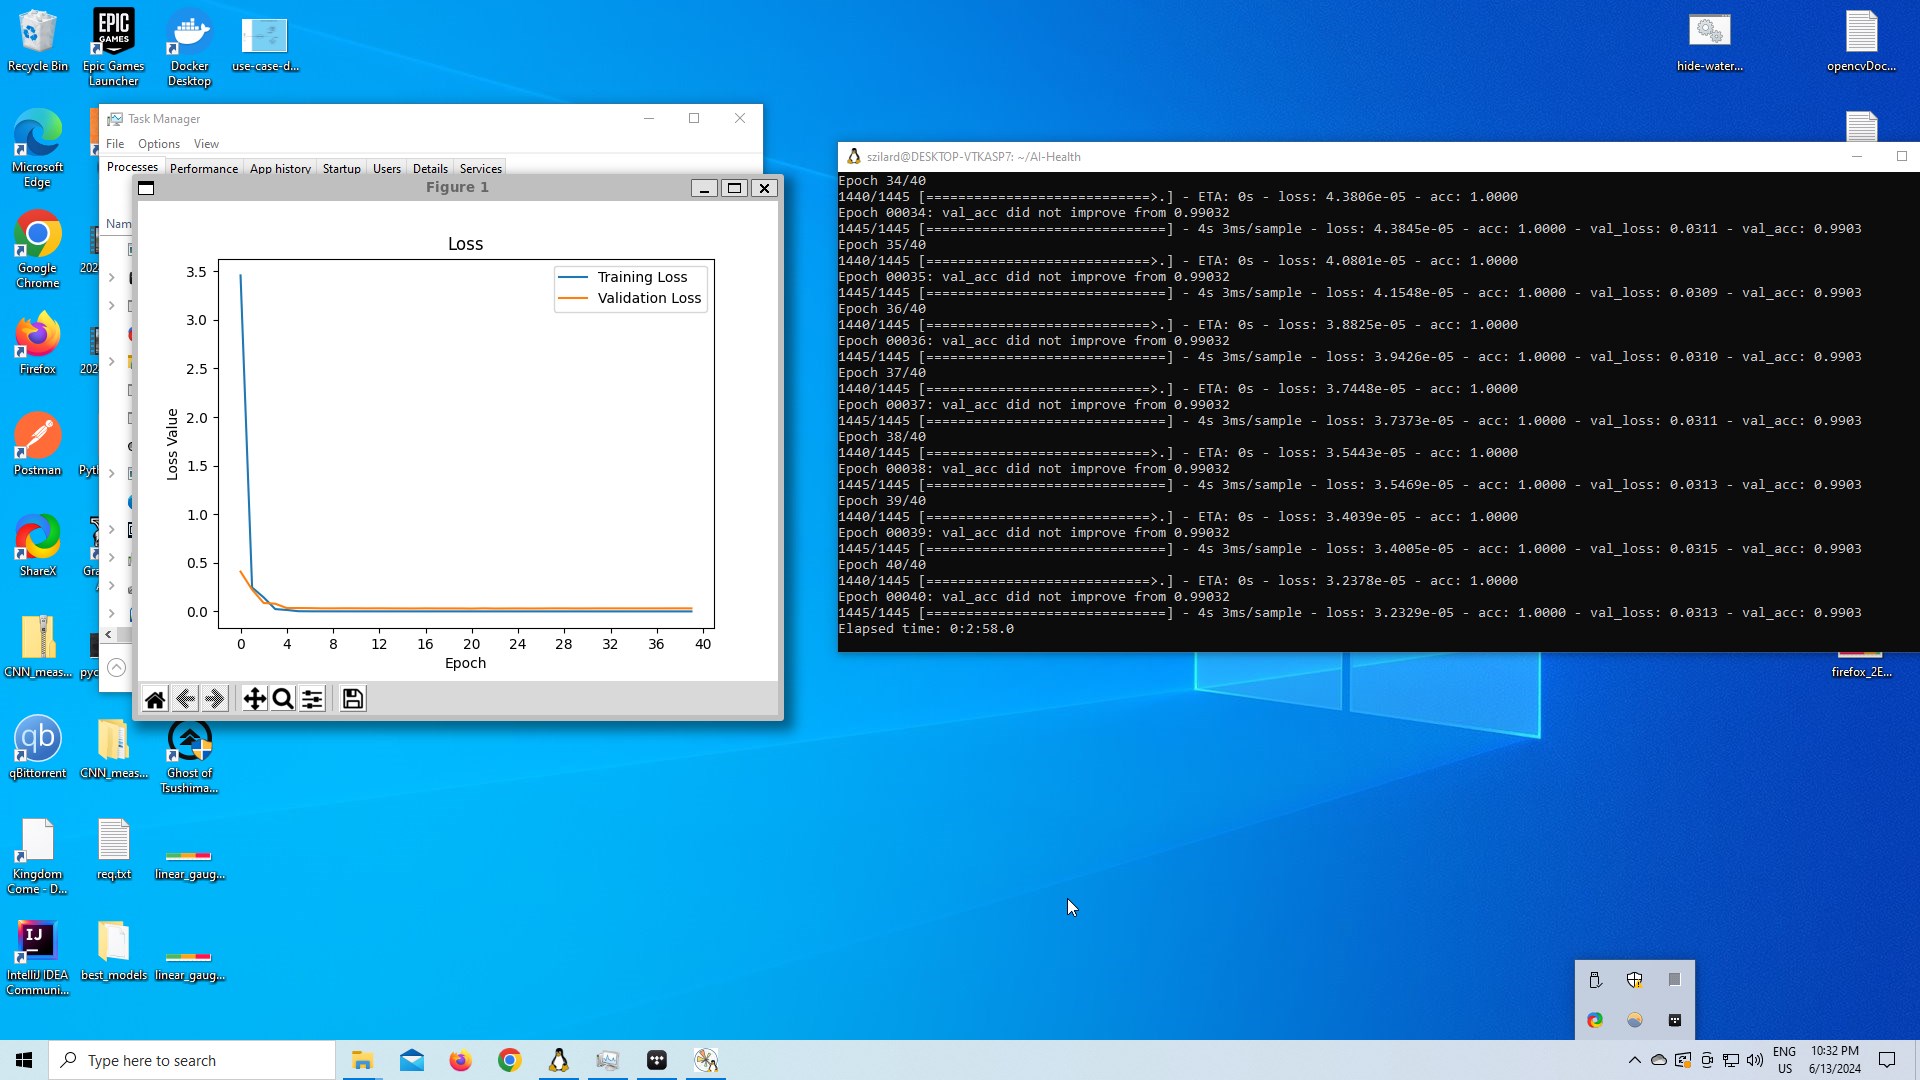 Recycle Bin
Epic Games
Launcher
EPIC
GAMES
Docker
Desktop
use-case-d...
hide-water...
opencvDoc...
Microsoft
Edge
Google
Chrome
Firefox
Postman
ShareX
CNN_meas...
qBittorrent
qb
CNN_meas...
Ghost of
Tsushima...
Kingdom
Come - D...
req.txt
linear_gaug...
IJ
IntelliJ IDEA
Communi...
best_models
linear_gaug...
firefox_2E...
Task Manager
File Options View
Processes Performance App history Startup Users Details Services
Nam
Figure 1
Loss
Training Loss
Validation Loss
Loss Value
3.5
3.0
2.5
2.0
1.5
1.0
0.5
0.0
0 4 8 12 16 20 24 28 32 36 40
Epoch
szilard@DESKTOP-VTKASP7: ~/AI-Health
Epoch 34/40
1440/1445 [============================>.] - ETA: 0s - loss: 4.3806e-05 - acc: 1.0000
Epoch 00034: val_acc did not improve from 0.99032
1445/1445 [==============================] - 4s 3ms/sample - loss: 4.3845e-05 - acc: 1.0000 - val_loss: 0.0311 - val_acc: 0.9903
Epoch 35/40
1440/1445 [============================>.] - ETA: 0s - loss: 4.0801e-05 - acc: 1.0000
Epoch 00035: val_acc did not improve from 0.99032
1445/1445 [==============================] - 4s 3ms/sample - loss: 4.1548e-05 - acc: 1.0000 - val_loss: 0.0309 - val_acc: 0.9903
Epoch 36/40
1440/1445 [============================>.] - ETA: 0s - loss: 3.8825e-05 - acc: 1.0000
Epoch 00036: val_acc did not improve from 0.99032
1445/1445 [==============================] - 4s 3ms/sample - loss: 3.9426e-05 - acc: 1.0000 - val_loss: 0.0310 - val_acc: 0.9903
Epoch 37/40
1440/1445 [============================>.] - ETA: 0s - loss: 3.7448e-05 - acc: 1.0000
Epoch 00037: val_acc did not improve from 0.99032
1445/1445 [==============================] - 4s 3ms/sample - loss: 3.7373e-05 - acc: 1.0000 - val_loss: 0.0311 - val_acc: 0.9903
Epoch 38/40
1440/1445 [============================>.] - ETA: 0s - loss: 3.5443e-05 - acc: 1.0000
Epoch 00038: val_acc did not improve from 0.99032
1445/1445 [==============================] - 4s 3ms/sample - loss: 3.5469e-05 - acc: 1.0000 - val_loss: 0.0313 - val_acc: 0.9903
Epoch 39/40
1440/1445 [============================>.] - ETA: 0s - loss: 3.4039e-05 - acc: 1.0000
Epoch 00039: val_acc did not improve from 0.99032
1445/1445 [==============================] - 4s 3ms/sample - loss: 3.4005e-05 - acc: 1.0000 - val_loss: 0.0315 - val_acc: 0.9903
Epoch 40/40
1440/1445 [============================>.] - ETA: 0s - loss: 3.2378e-05 - acc: 1.0000
Epoch 00040: val_acc did not improve from 0.99032
1445/1445 [==============================] - 4s 3ms/sample - loss: 3.2329e-05 - acc: 1.0000 - val_loss: 0.0313 - val_acc: 0.9903
Elapsed time: 0:2:58.0
Type here to search
ENG
US
10:32 PM
6/13/2024